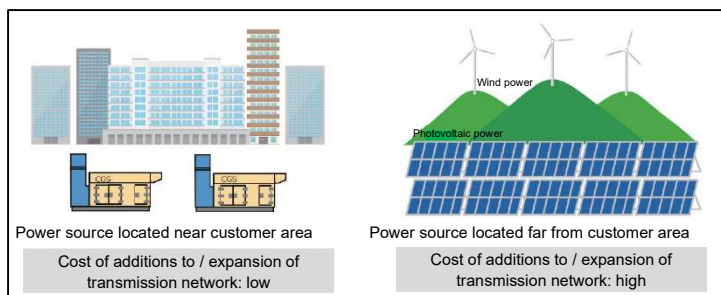 Wind power
Photovoltaic power
CGS
CGS
Power source located near customer area
Power source located far from customer area
Cost of additions to / expansion of
transmission network: low
Cost of additions to / expansion of
transmission network: high